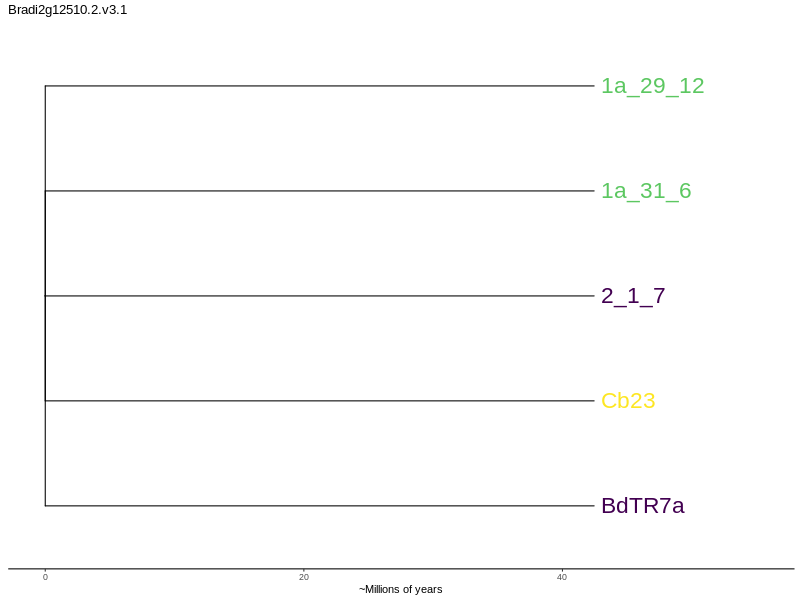 Bradi2g12510.2.v3.1
1a_29_12
1a_31_6
2_1_7
Cb23
BdTR7a
0 20 40
~Millions of years